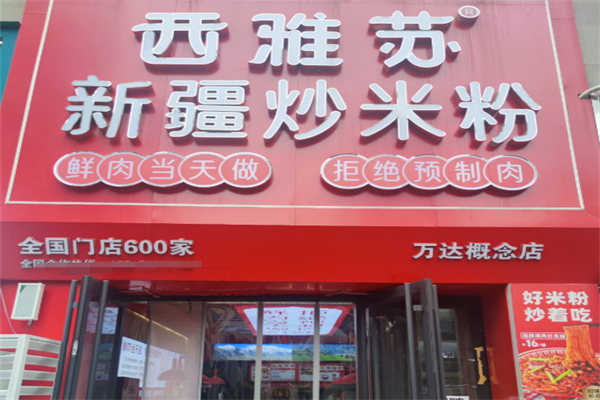 西雅苏®
新疆炒米粉
鲜肉当天做
拒绝预制肉
全国门店600家
万达概念店
好米粉
炒着吃